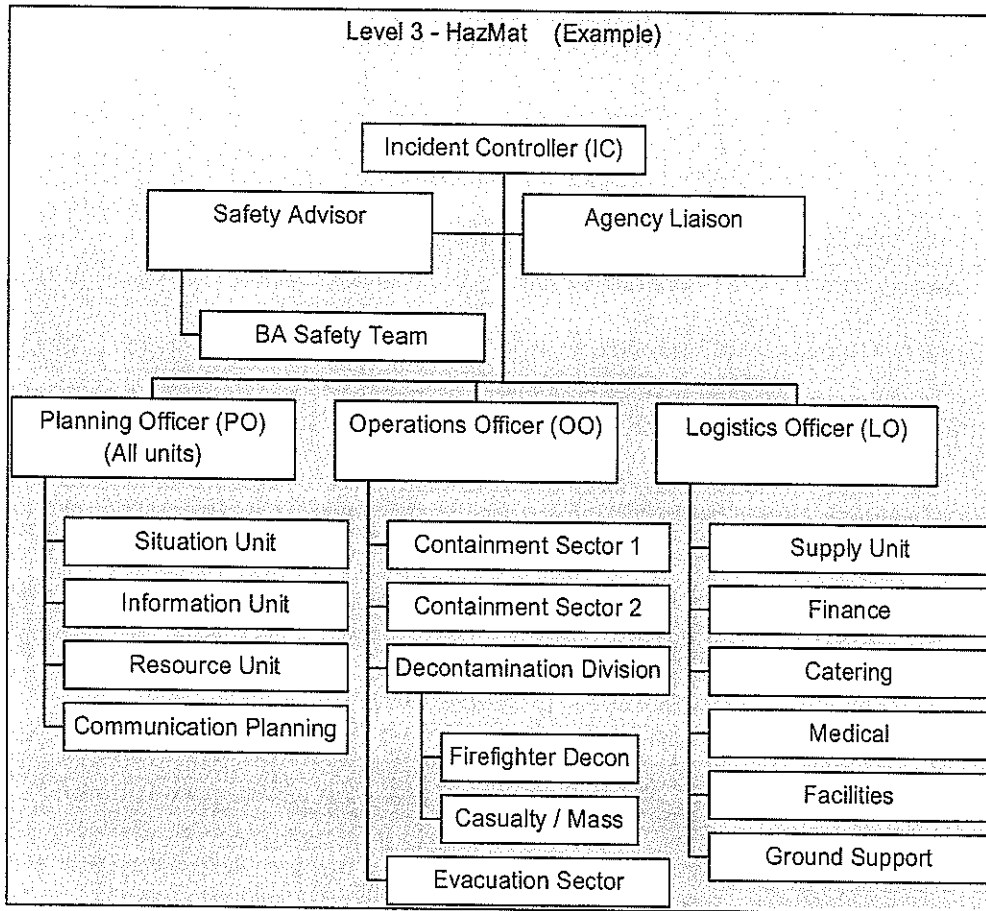 Level 3 - HazMat (Example)
Incident Controller (IC)
Safety Advisor
Agency Liaison
BA Safety Team
Planning Officer (PO)
(All units)
Operations Officer (OO)
Logistics Officer (LO)
Situation Unit
Information Unit
Resource Unit
Communication Planning
Containment Sector 1
Containment Sector 2
Decontamination Division
Firefighter Decon
Casualty / Mass
Evacuation Sector
Supply Unit
Finance
Catering
Medical
Facilities
Ground Support